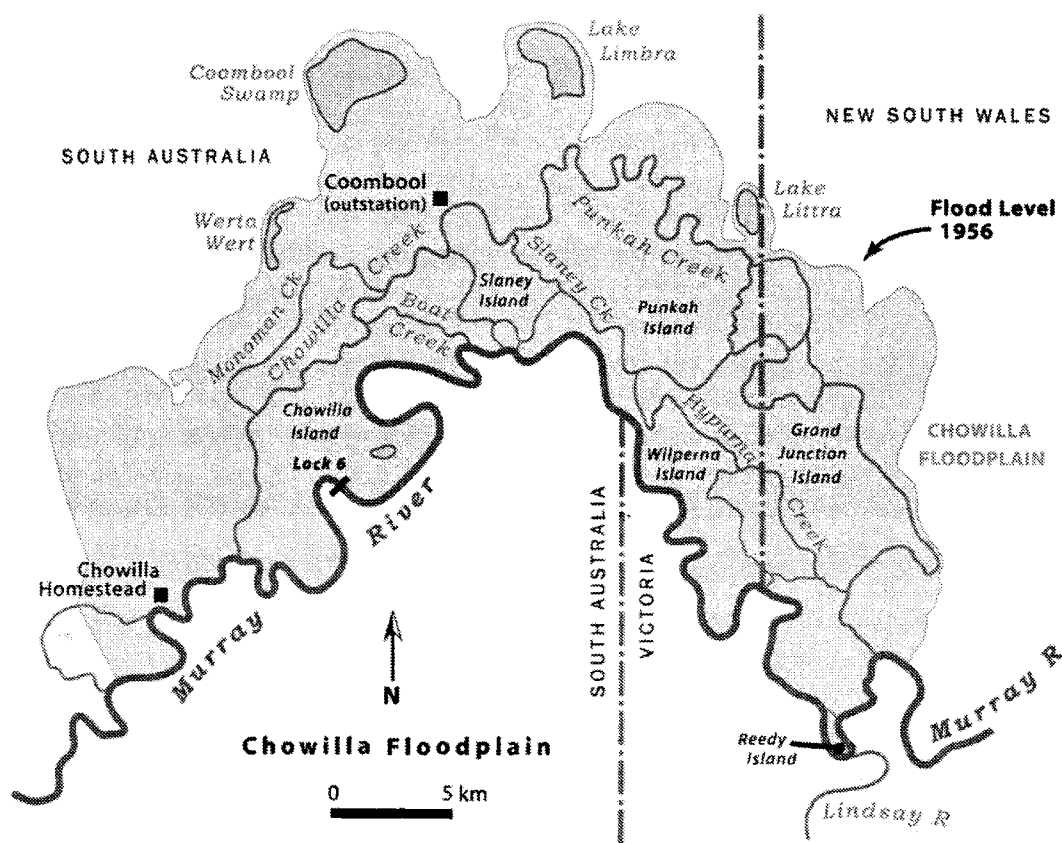 Lake
Limbra
Coombool
Swamp
NEW SOUTH WALES
SOUTH AUSTRALIA
Coombool
(outstation)
Lake
Littra
Flood Level
1956
Werta
Wert
Punkah Creek
Slaney Ck
Slaney
Island
Punkah
Island
Monoman Ck
Chowilla Creek
Boat
Creek
Chowilla
Island
Lock 6
Hypurna
Creek
Wilperna
Island
Grand
Junction
Island
CHOWILLA
FLOODPLAIN
Chowilla
Homestead
Murray River
SOUTH AUSTRALIA
VICTORIA
N
Chowilla Floodplain
0 5 km
Reedy
Island
Murray R
Lindsay R